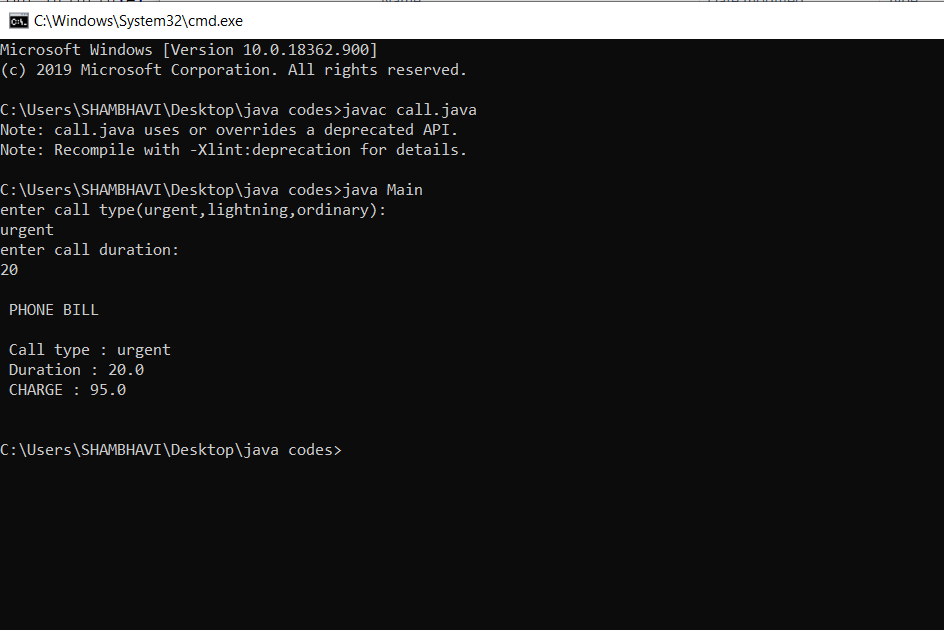 C:\Windows\System32\cmd.exe
Microsoft Windows [Version 10.0.18362.900]
(c) 2019 Microsoft Corporation. All rights reserved.
C:\Users\SHAMBHAVI\Desktop\java codes>javac call.java
Note: call.java uses or overrides a deprecated API.
Note: Recompile with -Xlint:deprecation for details.
C:\Users\SHAMBHAVI\Desktop\java codes>java Main
enter call type(urgent,lightning,ordinary):
urgent
enter call duration:
20
PHONE BILL
Call type : urgent
Duration : 20.0
CHARGE : 95.0
C:\Users\SHAMBHAVI\Desktop\java codes>